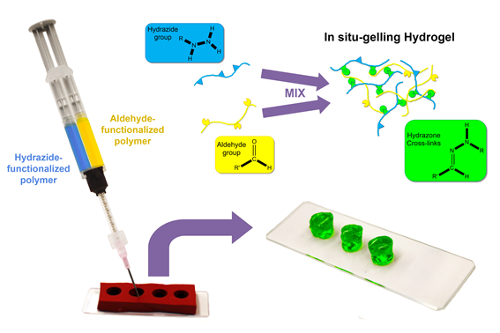 Hydrazide
group
R
N
H
N
H
H
In situ-gelling Hydrogel
MIX
Aldehyde-
functionalized
polymer
Hydrazide-
functionalized
polymer
Aldehyde
group
O
C
R
H
Hydrazone
Cross-links
H
N
N
R
C
R
H